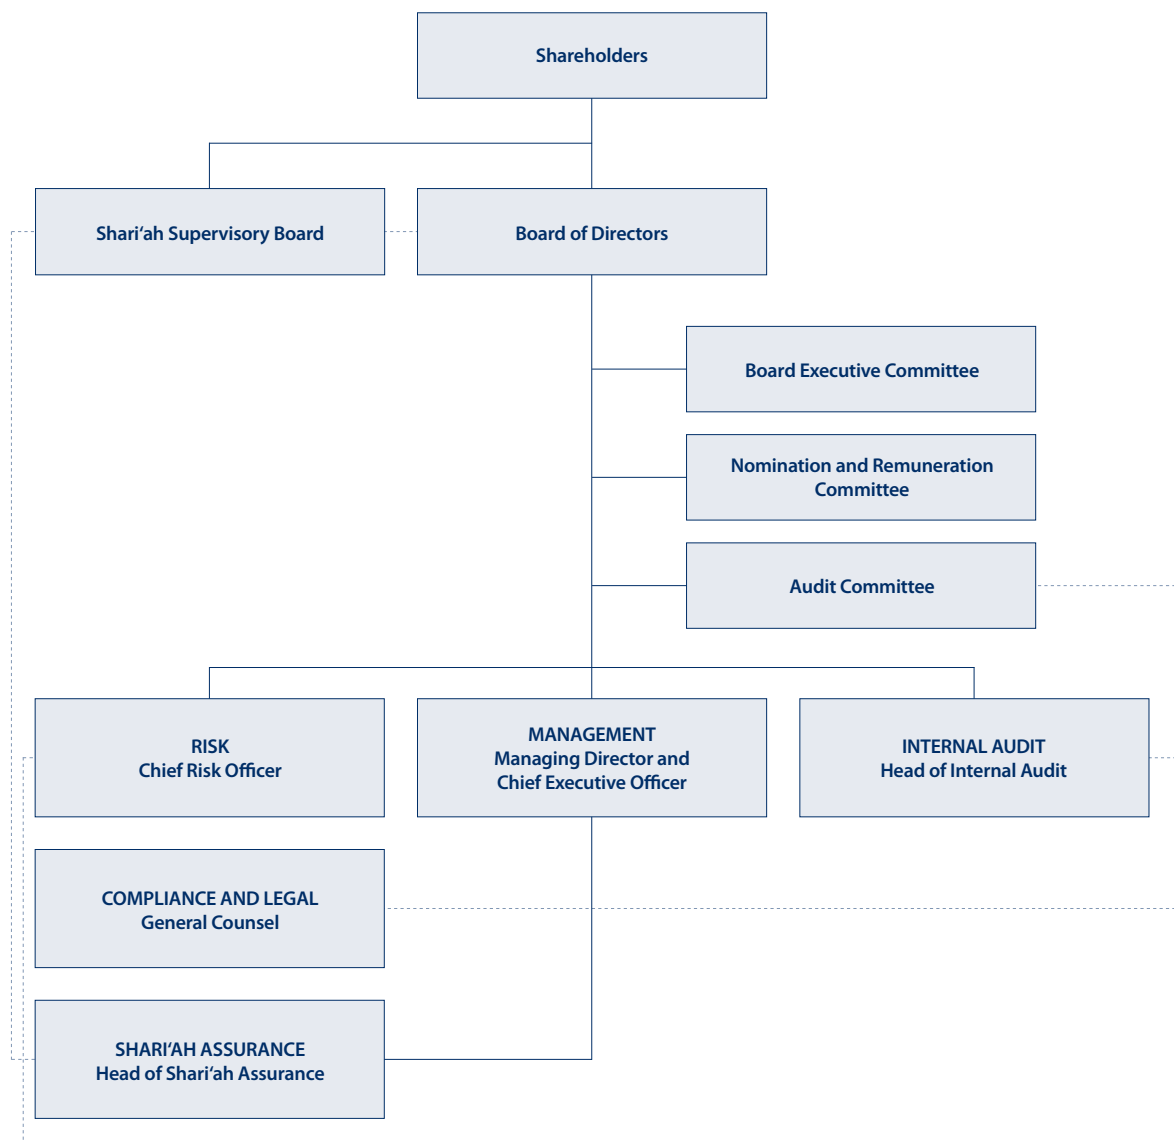 Shareholders
Shari‘ah Supervisory Board
Board of Directors
Board Executive Committee
Nomination and Remuneration
Committee
Audit Committee
RISK
Chief Risk Officer
MANAGEMENT
Managing Director and
Chief Executive Officer
INTERNAL AUDIT
Head of Internal Audit
COMPLIANCE AND LEGAL
General Counsel
SHARI‘AH ASSURANCE
Head of Shari‘ah Assurance